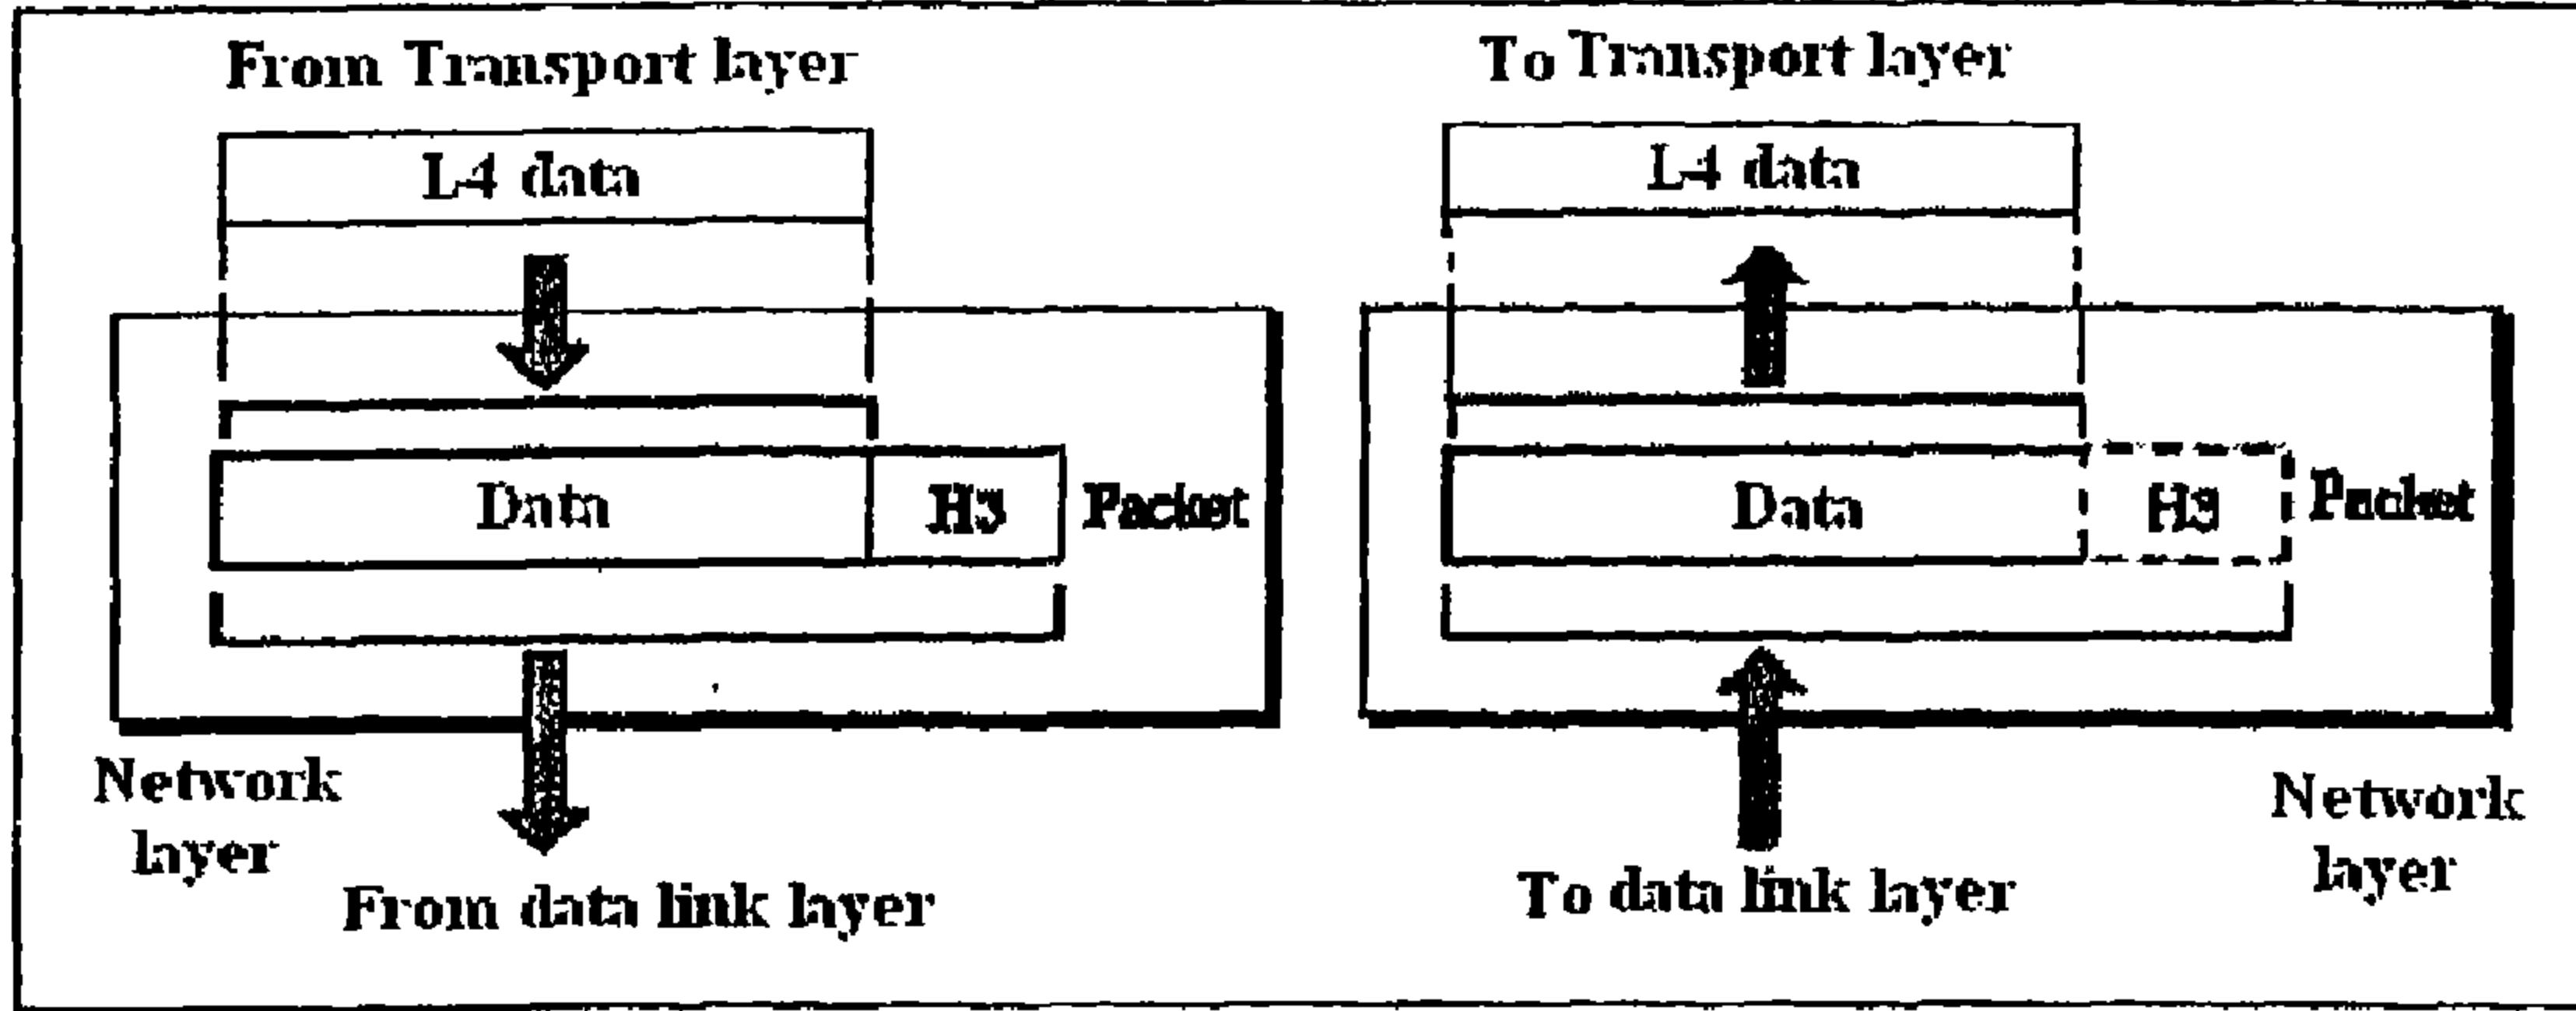 From Transport layer
L4 data
Data
H3
Packet
Network
layer
From data link layer
To Transport layer
L4 data
Data
H3
Packet
To data link layer
Network
layer